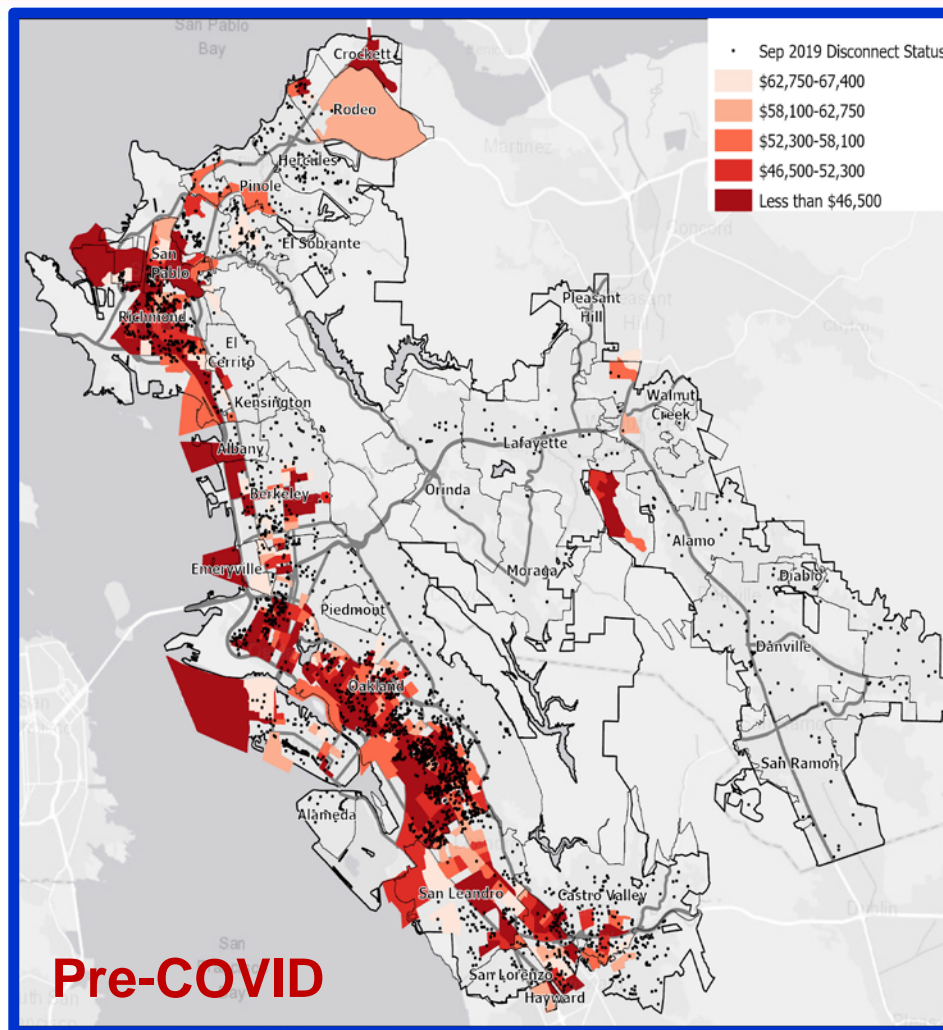 San Pablo
Bay
Sep 2019 Disconnect Status
$62,750-67,400
$58,100-62,750
$52,300-58,100
$46,500-52,300
Less than $46,500
Crockett
Rodeo
Martinez
Hercules
Pinole
El Sobrante
Concord
San
Pablo
Pleasant
Hill
Richmond
El
Cerrito
Walnut
Creek
Kensington
Lafayette
Albany
Berkeley
Orinda
Alamo
Emeryville
Moraga
Diablo
Piedmont
Danville
Oakland
San Ramon
Alameda
San Leandro
Castro Valley
Dublin
San Lorenzo
Hayward
San
Bay
Pre-COVID